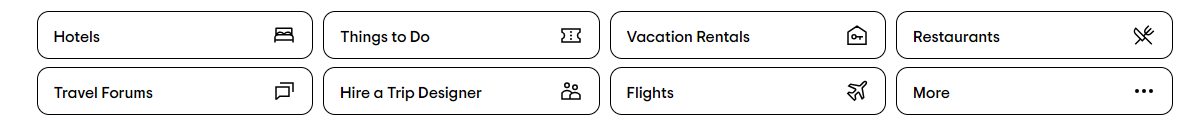 Hotels
Things to Do
Vacation Rentals
Restaurants
Travel Forums
Hire a Trip Designer
Flights
More